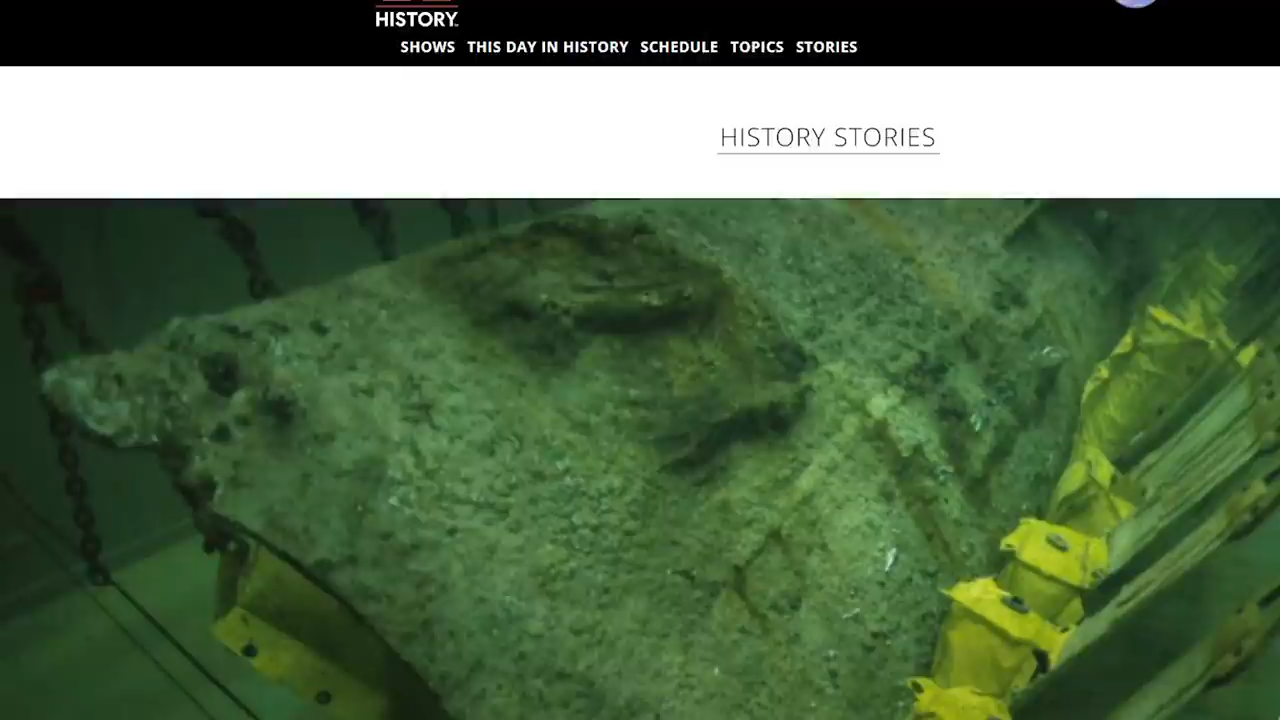 HISTORY
SHOWS THIS DAY IN HISTORY SCHEDULE TOPICS STORIES
HISTORY STORIES